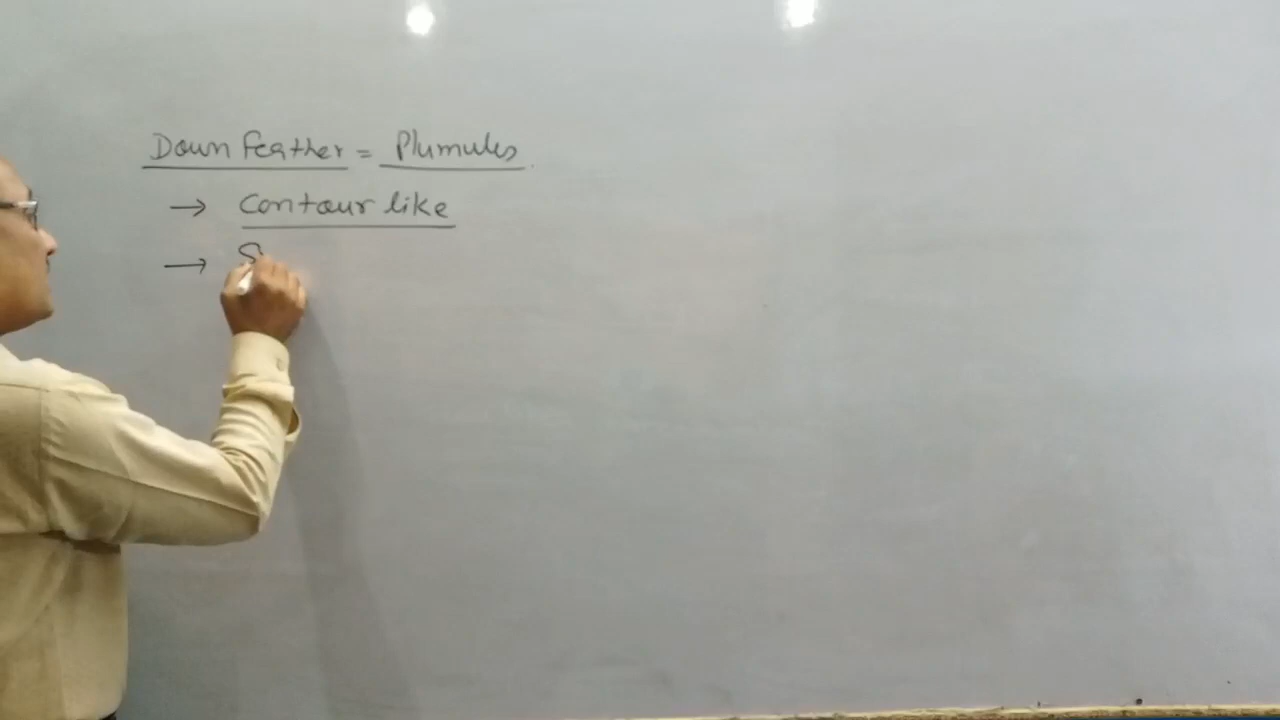 Down feather = Plumules
→ Contour like
→ S